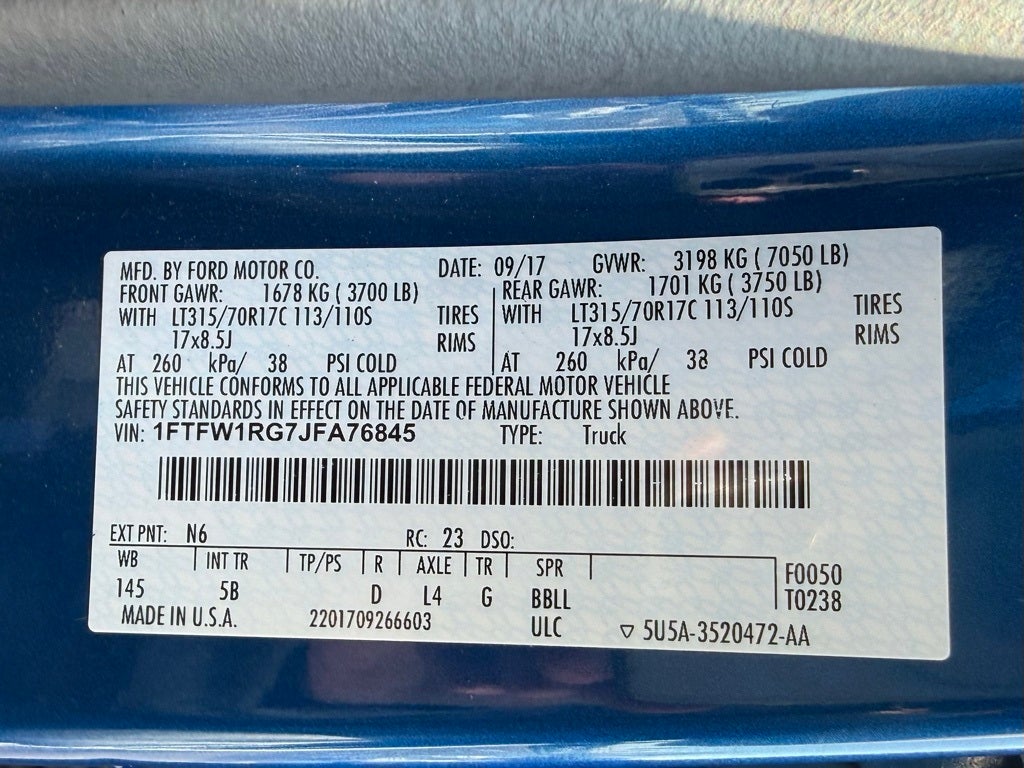 MFD. BY FORD MOTOR CO. DATE: 09/17 GVWR: 3198 KG ( 7050 LB)
FRONT GAWR: 1678 KG ( 3700 LB) REAR GAWR: 1701 KG ( 3750 LB)
WITH LT315/70R17C 113/110S TIRES WITH LT315/70R17C 113/110S TIRES
17x8.5J RIMS 17x8.5J RIMS
AT 260 kPa/ 38 PSI COLD AT 260 kPa/ 38 PSI COLD
THIS VEHICLE CONFORMS TO ALL APPLICABLE FEDERAL MOTOR VEHICLE
SAFETY STANDARDS IN EFFECT ON THE DATE OF MANUFACTURE SHOWN ABOVE.
VIN: 1FTFW1RG7JFA76845 TYPE: Truck
EXT PNT: N6 RC: 23 DSO:
WB INT TR TP/PS R AXLE TR SPR
145 5B D L4 G BBLL F0050
T0238
MADE IN U.S.A. 2201709266603 ULC ▽ 5U5A-3520472-AA